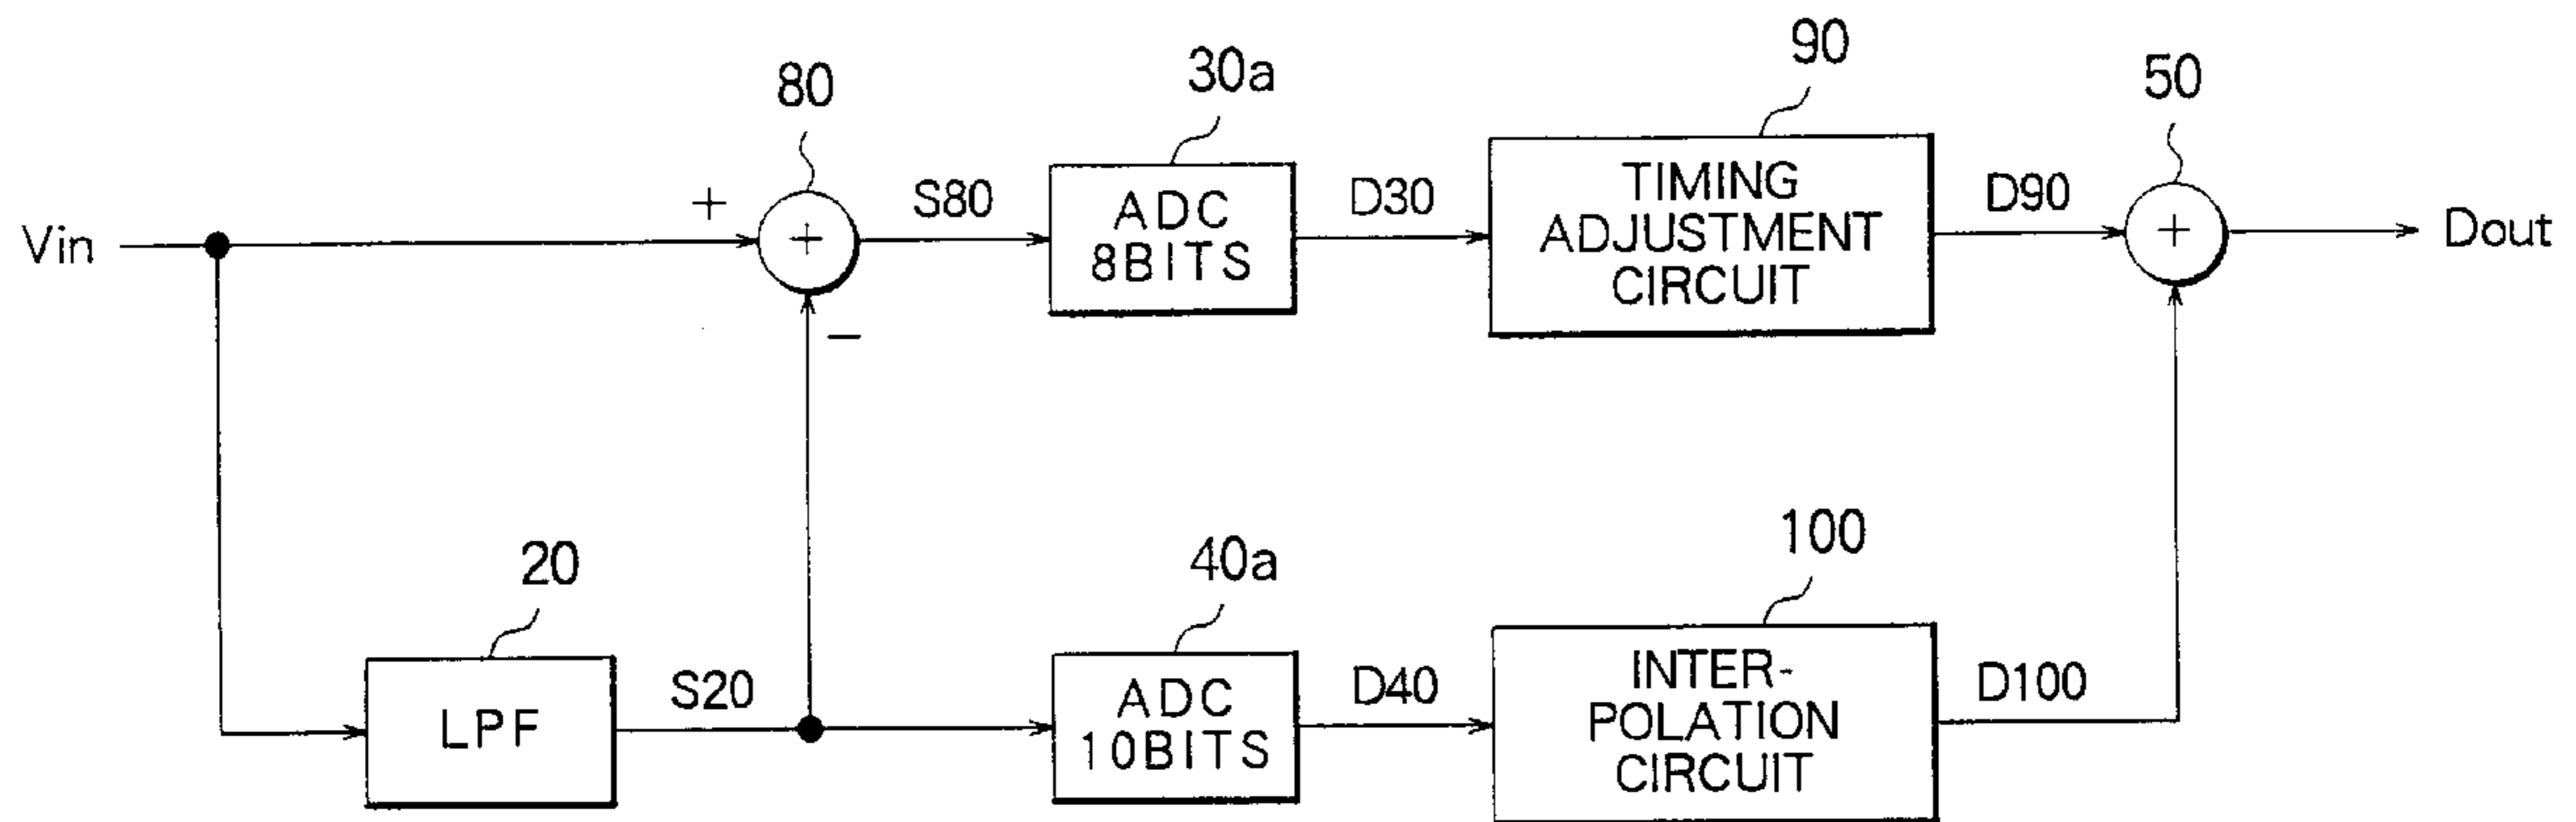 80
30a
90
50
Vin
+
+
−
S80
ADC
8BITS
D30
TIMING
ADJUSTMENT
CIRCUIT
D90
+
Dout
20
LPF
S20
40a
ADC
10BITS
D40
100
INTER-
POLATION
CIRCUIT
D100